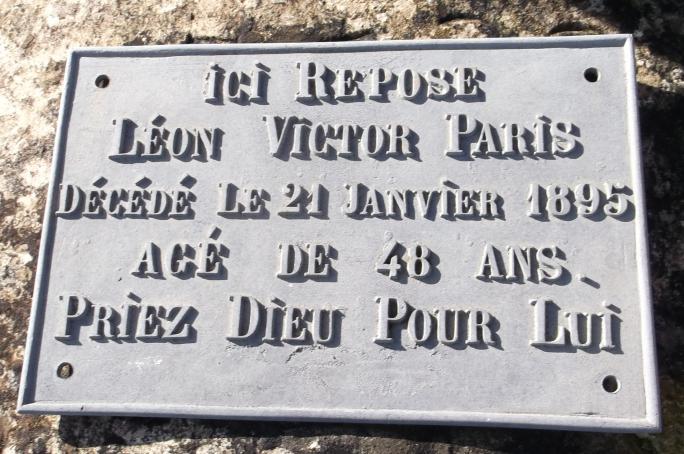 ici REPOSE
LÉON VICTOR PARIS
DÉCÉDÉ LE 21 JANVIER 1895
AGÉ DE 48 ANS.
PRIEZ DIEU POUR LUI